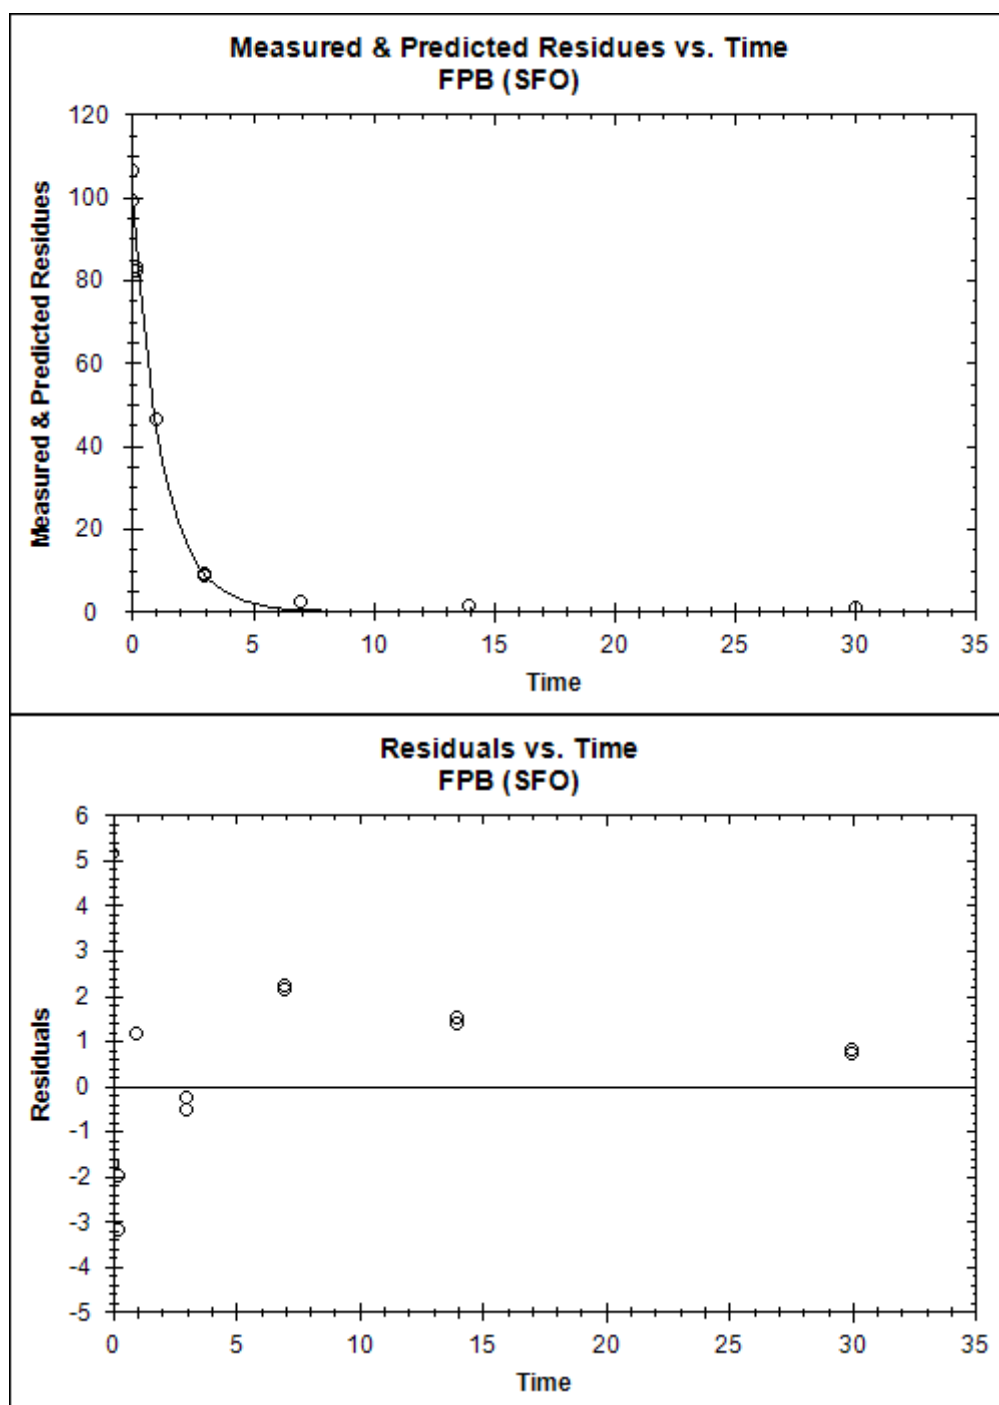 Measured & Predicted Residues vs. Time
FPB (SFO)
120
100
80
60
40
20
0
Measured & Predicted Residues
0 5 10 15 20 25 30 35
Time
Residuals vs. Time
FPB (SFO)
6
5
4
3
2
1
0
-1
-2
-3
-4
-5
Residuals
0 5 10 15 20 25 30 35
Time